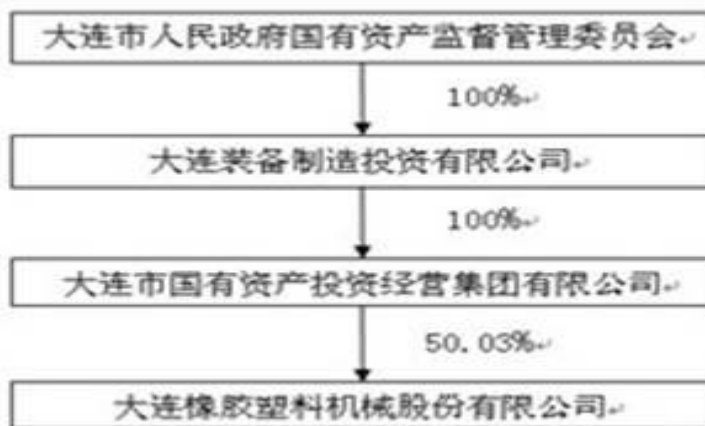 大连市人民政府国有资产监督管理委员会
100%
大连装备制造投资有限公司
100%
大连市国有资产投资经营集团有限公司
50.03%
大连橡胶塑料机械股份有限公司